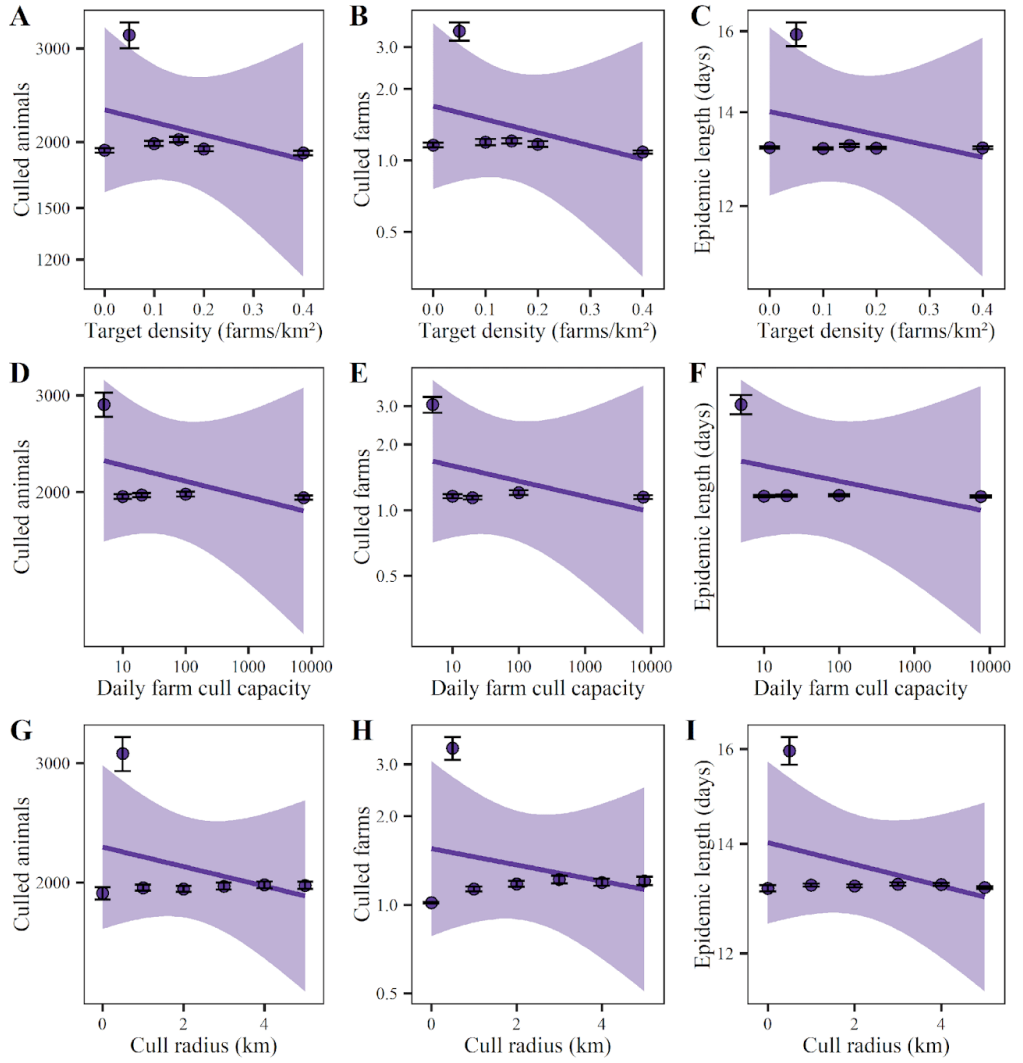 A
B
C
Culled animals
3000
2000
1500
1200
0.0 0.1 0.2 0.3 0.4
Target density (farms/km²)
Culled farms
3.0
2.0
1.0
0.5
0.0 0.1 0.2 0.3 0.4
Target density (farms/km²)
Epidemic length (days)
16
14
12
0.0 0.1 0.2 0.3 0.4
Target density (farms/km²)
D
E
F
Culled animals
3000
2000
10 100 1000 10000
Daily farm cull capacity
Culled farms
3.0
2.0
1.0
0.5
10 100 1000 10000
Daily farm cull capacity
Epidemic length (days)
10 100 1000 10000
Daily farm cull capacity
G
H
I
Culled animals
3000
2000
0 2 4
Cull radius (km)
Culled farms
3.0
2.0
1.0
0.5
0 2 4
Cull radius (km)
Epidemic length (days)
16
14
12
0 2 4
Cull radius (km)